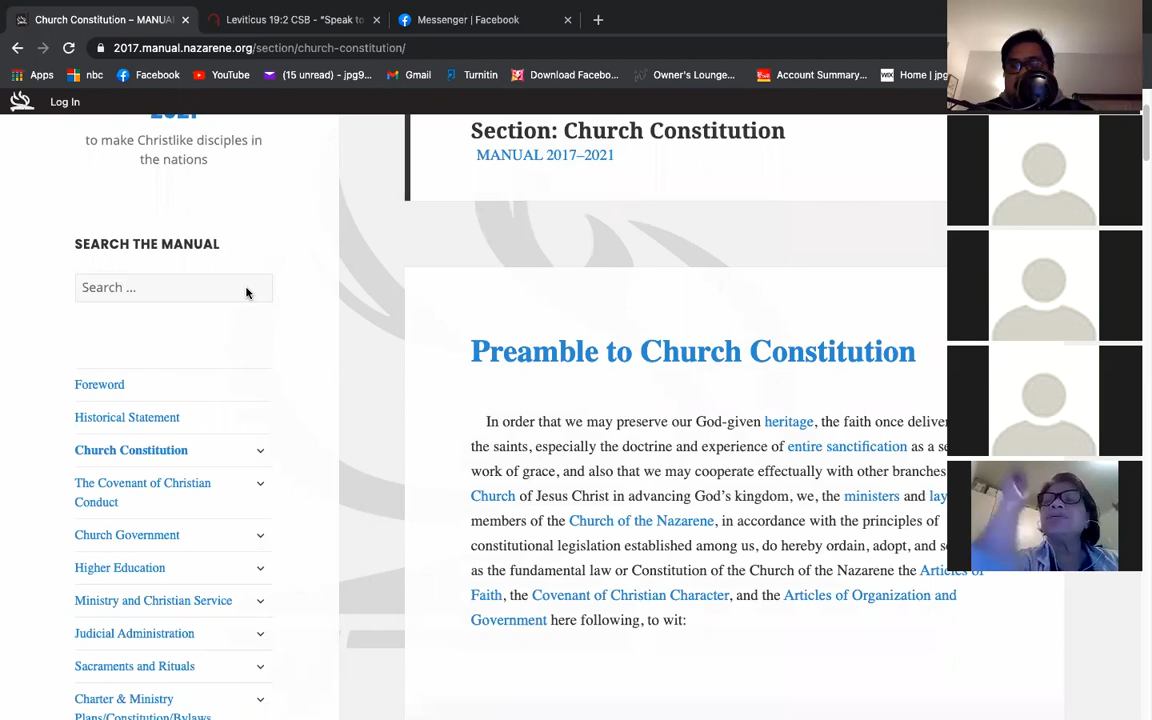 Church Constitution – MANUA
Leviticus 19:2 CSB - "Speak to
Messenger | Facebook
2017.manual.nazarene.org/section/church-constitution/
Apps
nbc
Facebook
YouTube
(15 unread) - jpg9...
Gmail
Turnitin
Download Facebo...
Owner's Lounge...
Account Summary...
WIX
Home | jpg
Log In
2021
to make Christlike disciples in
the nations
SEARCH THE MANUAL
Search ...
Foreword
Historical Statement
Church Constitution
The Covenant of Christian
Conduct
Church Government
Higher Education
Ministry and Christian Service
Judicial Administration
Sacraments and Rituals
Charter & Ministry
Plans/Constitution/Bylaws
Section: Church Constitution
MANUAL 2017–2021
Preamble to Church Constitution
In order that we may preserve our God-given heritage, the faith once deliver
the saints, especially the doctrine and experience of entire sanctification as a se
work of grace, and also that we may cooperate effectually with other branches
Church of Jesus Christ in advancing God's kingdom, we, the ministers and lay
members of the Church of the Nazarene, in accordance with the principles of
constitutional legislation established among us, do hereby ordain, adopt, and s
as the fundamental law or Constitution of the Church of the Nazarene the Articles of
Faith, the Covenant of Christian Character, and the Articles of Organization and
Government here following, to wit: